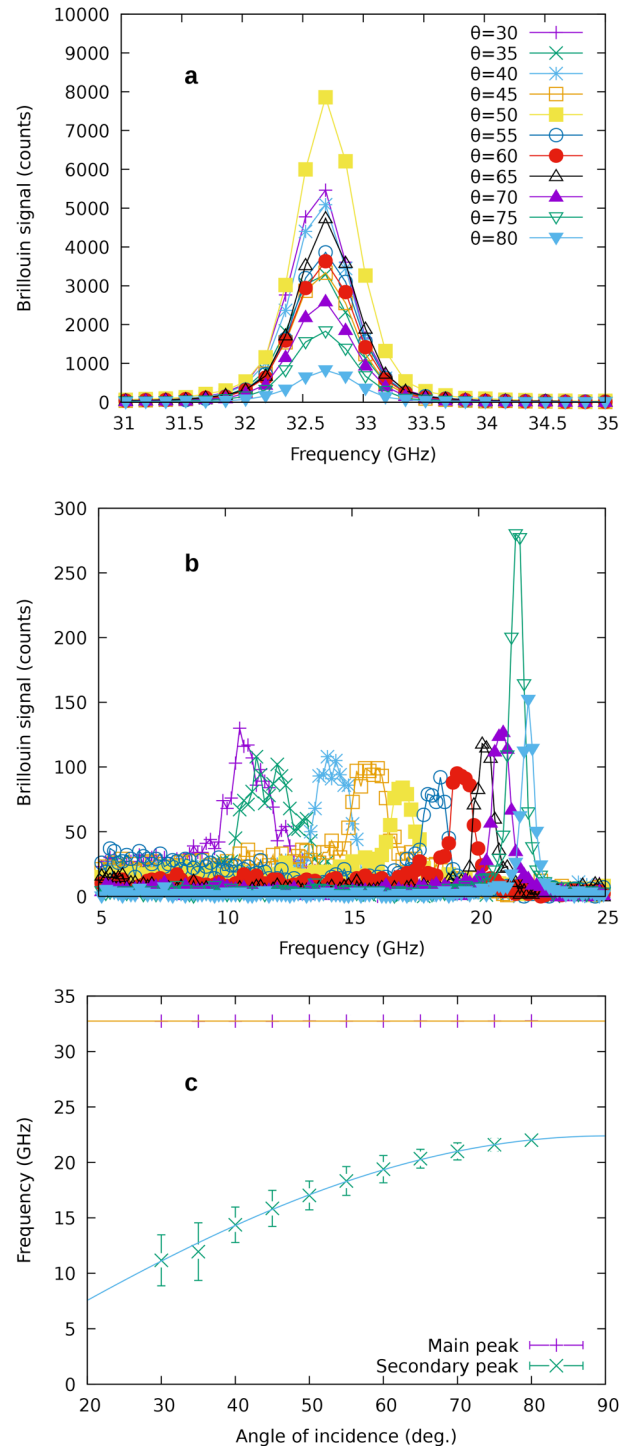 10000
9000
8000
7000
6000
5000
4000
3000
2000
1000
0
Brillouin signal (counts)
a
θ=30
θ=35
θ=40
θ=45
θ=50
θ=55
θ=60
θ=65
θ=70
θ=75
θ=80
31 31.5 32 32.5 33 33.5 34 34.5 35
Frequency (GHz)
300
250
200
150
100
50
0
Brillouin signal (counts)
b
5 10 15 20 25
Frequency (GHz)
35
30
25
20
15
10
5
0
Frequency (GHz)
c
Main peak
Secondary peak
20 30 40 50 60 70 80 90
Angle of incidence (deg.)